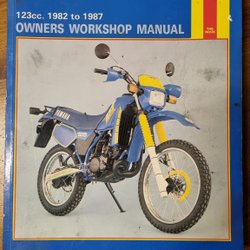 123cc. 1982 to 1987
OWNERS WORKSHOP MANUAL
YAMAHA